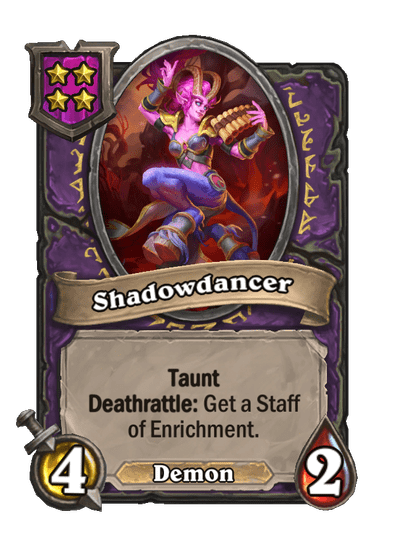 Shadowdancer
Taunt
Deathrattle: Get a Staff
of Enrichment.
4
Demon
2